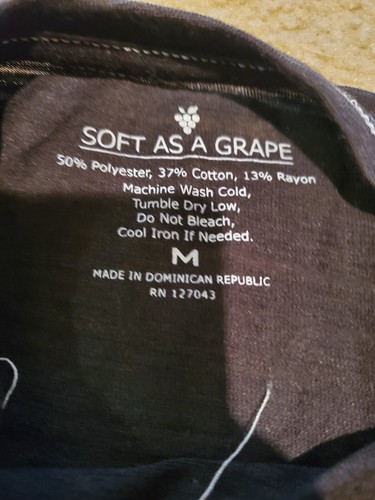 SOFT AS A GRAPE
50% Polyester, 37% Cotton, 13% Rayon
Machine Wash Cold,
Tumble Dry Low,
Do Not Bleach,
Cool Iron If Needed.
M
MADE IN DOMINICAN REPUBLIC
RN 127043